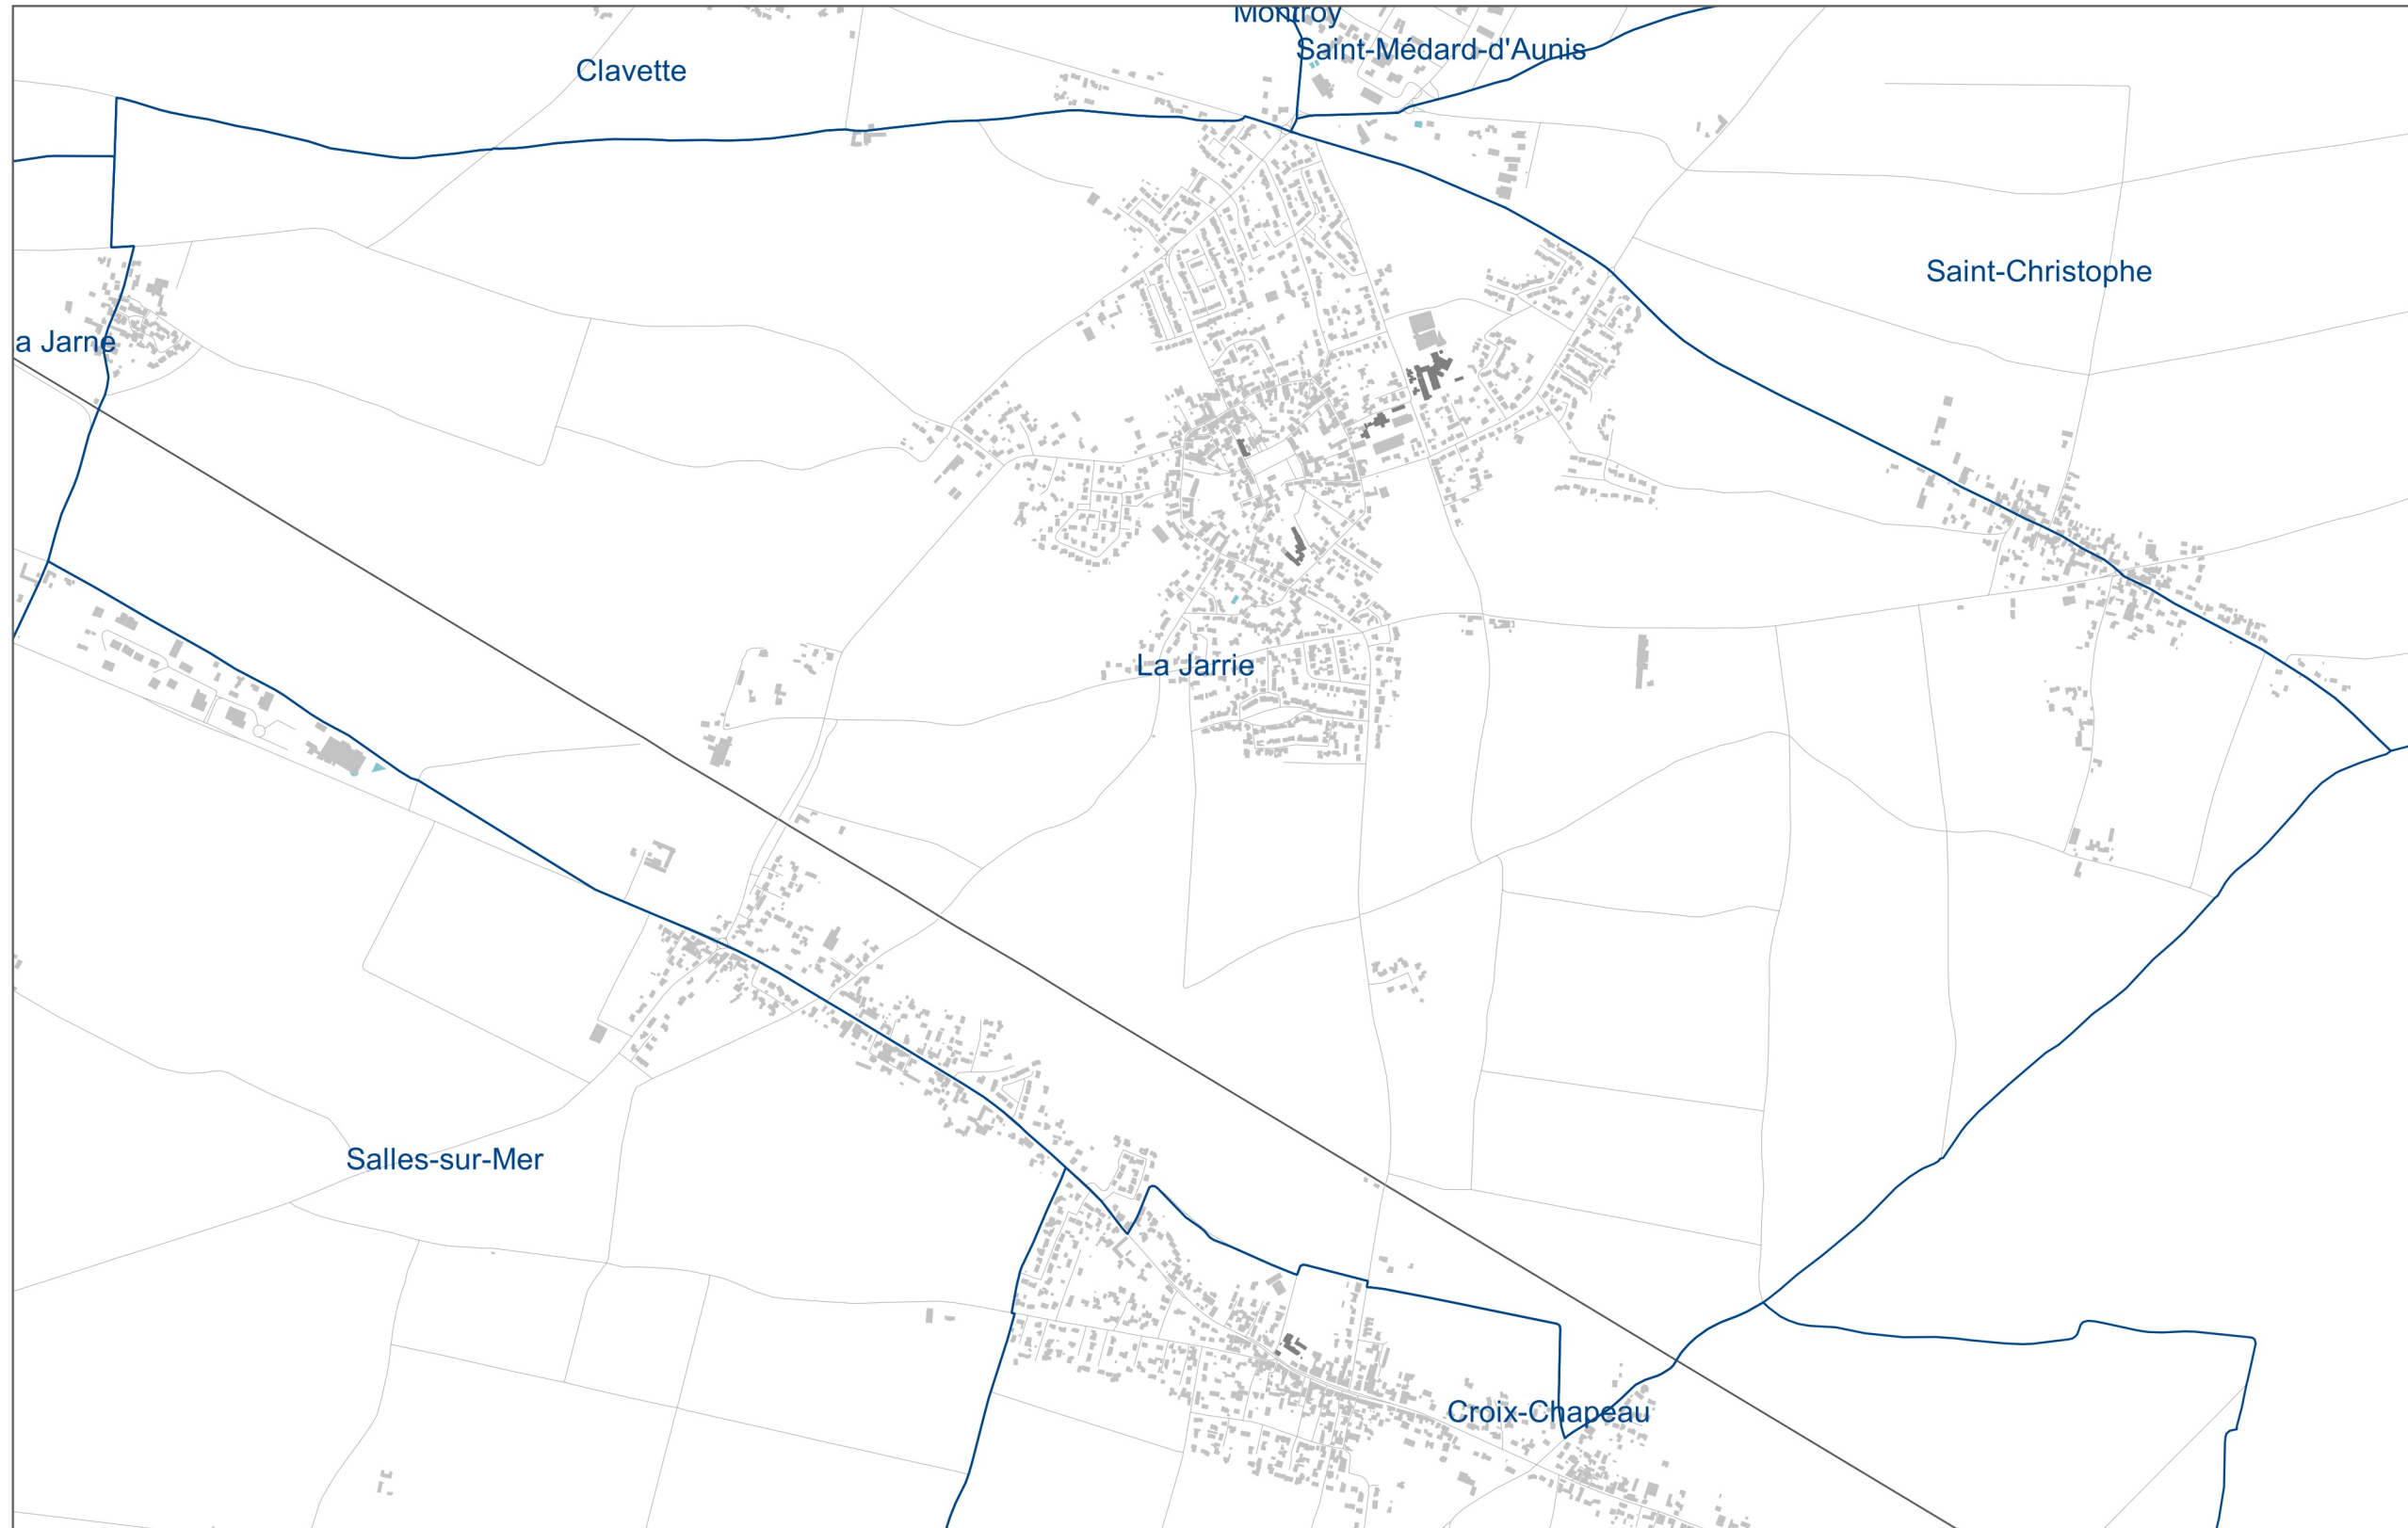 Montroy
Saint-Médard-d'Aunis
Clavette
Saint-Christophe
a Jarne
La Jarrie
Salles-sur-Mer
Croix-Chapeau